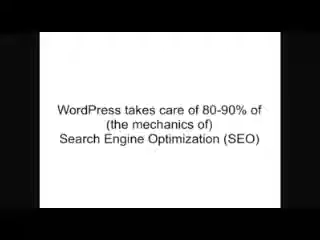 WordPress takes care of 80-90% of
(the mechanics of)
Search Engine Optimization (SEO)